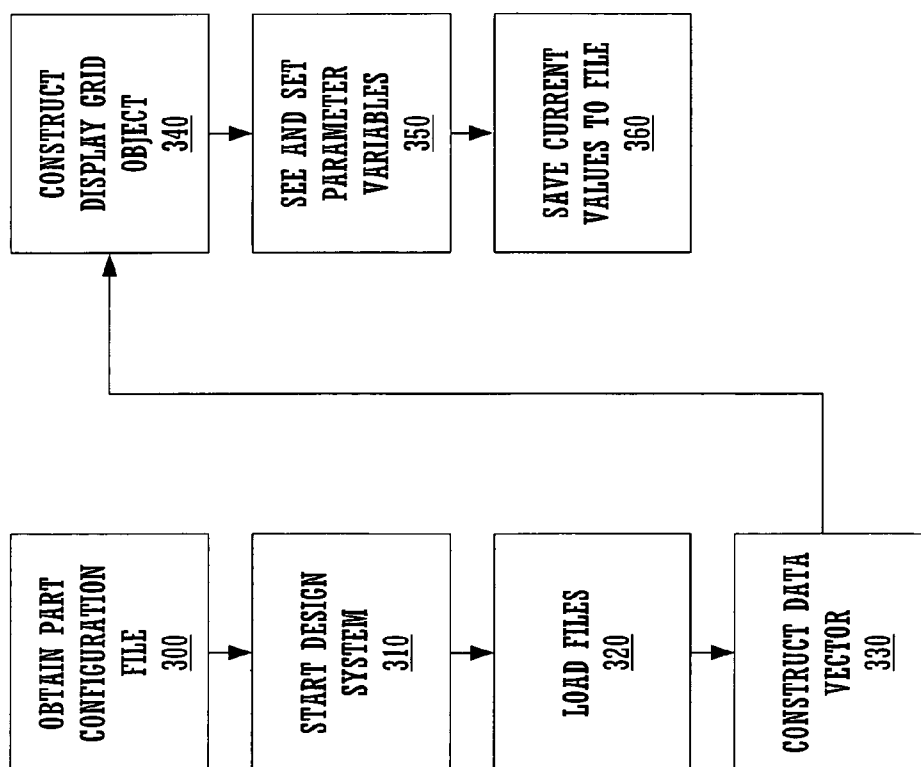 OBTAIN PART
CONFIGURATION
FILE
300
START DESIGN
SYSTEM
310
LOAD FILES
320
CONSTRUCT DATA
VECTOR
330
CONSTRUCT
DISPLAY GRID
OBJECT
340
SEE AND SET
PARAMETER
VARIABLES
350
SAVE CURRENT
VALUES TO FILE
360